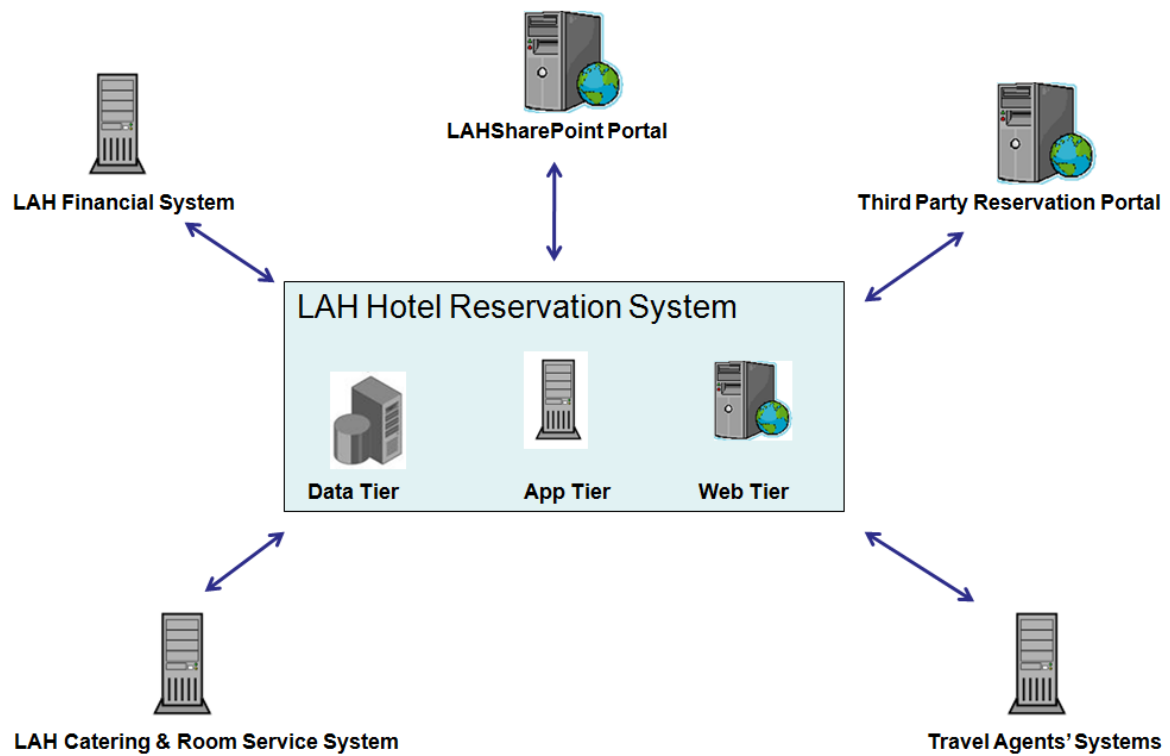 LAHSharePoint Portal
LAH Financial System
Third Party Reservation Portal
LAH Hotel Reservation System
Data Tier
App Tier
Web Tier
LAH Catering & Room Service System
Travel Agents’ Systems